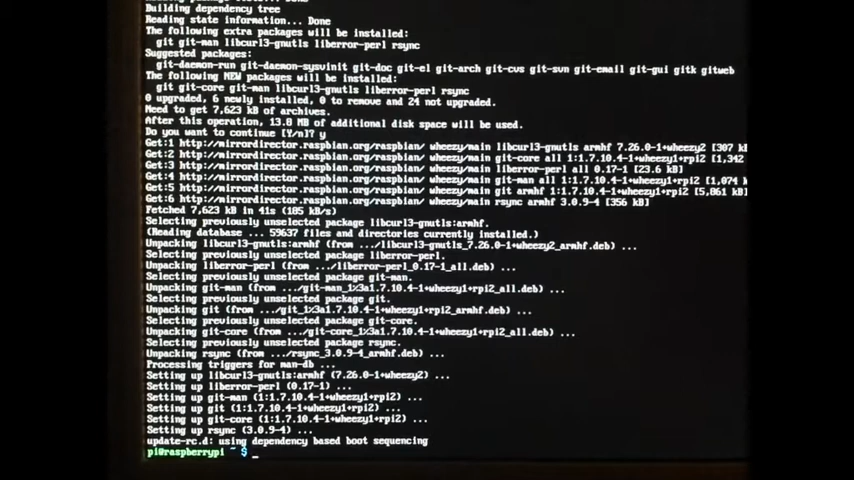 Building dependency tree
Reading state information... Done
The following extra packages will be installed:
  git git-man libcurl3-gnutls liberror-perl rsync
Suggested packages:
  git-daemon-run git-daemon-sysvinit git-doc git-el git-arch git-cvs git-svn git-email git-gui gitk gitweb
The following NEW packages will be installed:
  git git-core git-man libcurl3-gnutls liberror-perl rsync
0 upgraded, 6 newly installed, 0 to remove and 24 not upgraded.
Need to get 7,623 kB of archives.
After this operation, 13.8 MB of additional disk space will be used.
Do you want to continue [Y/n]? y
Get:1 http://mirrordirector.raspbian.org/raspbian/ wheezy/main libcurl3-gnutls armhf 7.26.0-1+wheezy2 [307 k
Get:2 http://mirrordirector.raspbian.org/raspbian/ wheezy/main git-core all 1:1.7.10.4-1+wheezy1+rpi2 [1,342
Get:3 http://mirrordirector.raspbian.org/raspbian/ wheezy/main liberror-perl all 0.17-1 [23.6 kB]
Get:4 http://mirrordirector.raspbian.org/raspbian/ wheezy/main git-man all 1:1.7.10.4-1+wheezy1+rpi2 [1,074 k
Get:5 http://mirrordirector.raspbian.org/raspbian/ wheezy/main git armhf 1:1.7.10.4-1+wheezy1+rpi2 [5,861 kB
Get:6 http://mirrordirector.raspbian.org/raspbian/ wheezy/main rsync armhf 3.0.9-4 [356 kB]
Fetched 7,623 kB in 41s (185 kB/s)
Selecting previously unselected package libcurl3-gnutls:armhf.
(Reading database ... 59637 files and directories currently installed.)
Unpacking libcurl3-gnutls:armhf (from .../libcurl3-gnutls_7.26.0-1+wheezy2_armhf.deb) ...
Selecting previously unselected package liberror-perl.
Unpacking liberror-perl (from .../liberror-perl_0.17-1_all.deb) ...
Selecting previously unselected package git-man.
Unpacking git-man (from .../git-man_1%3a1.7.10.4-1+wheezy1+rpi2_all.deb) ...
Selecting previously unselected package git.
Unpacking git (from .../git_1%3a1.7.10.4-1+wheezy1+rpi2_armhf.deb) ...
Selecting previously unselected package git-core.
Unpacking git-core (from .../git-core_1%3a1.7.10.4-1+wheezy1+rpi2_all.deb) ...
Selecting previously unselected package rsync.
Unpacking rsync (from .../rsync_3.0.9-4_armhf.deb) ...
Processing triggers for man-db ...
Setting up libcurl3-gnutls:armhf (7.26.0-1+wheezy2) ...
Setting up liberror-perl (0.17-1) ...
Setting up git-man (1:1.7.10.4-1+wheezy1+rpi2) ...
Setting up git (1:1.7.10.4-1+wheezy1+rpi2) ...
Setting up git-core (1:1.7.10.4-1+wheezy1+rpi2) ...
Setting up rsync (3.0.9-4) ...
update-rc.d: using dependency based boot sequencing
pi@raspberrypi ~ $ _